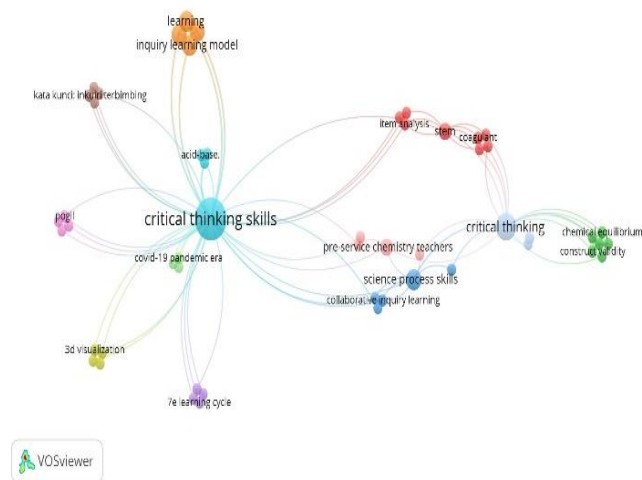 learning
inquiry learning model
kata kunci: inkuiri terbimbing
item analysis
stem
coagulant
acid-base.
pogil
critical thinking skills
critical thinking
chemical equilibrium
pre-service chemistry teachers
construct validity
covid-19 pandemic era
science process skills
collaborative inquiry learning
3d visualization
7e learning cycle
VOSviewer